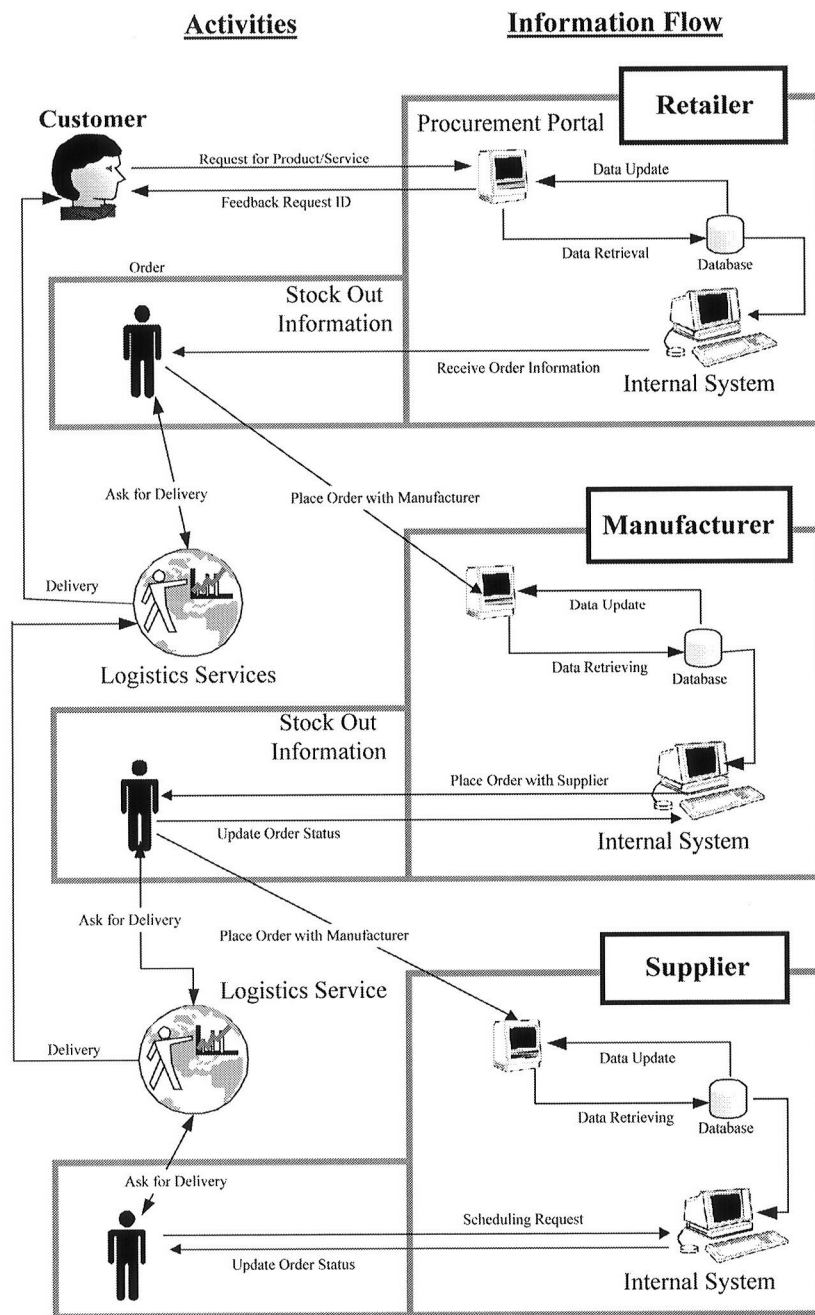 Activities
Information Flow
Retailer
Customer
Procurement Portal
Request for Product/Service
Data Update
Feedback Request ID
Data Retrieval
Database
Order
Stock Out
Information
Receive Order Information
Internal System
Ask for Delivery
Place Order with Manufacturer
Manufacturer
Delivery
Data Update
Data Retrieving
Database
Logistics Services
Stock Out
Information
Place Order with Supplier
Update Order Status
Internal System
Ask for Delivery
Place Order with Manufacturer
Supplier
Logistics Service
Delivery
Data Update
Data Retrieving
Database
Ask for Delivery
Scheduling Request
Update Order Status
Internal System